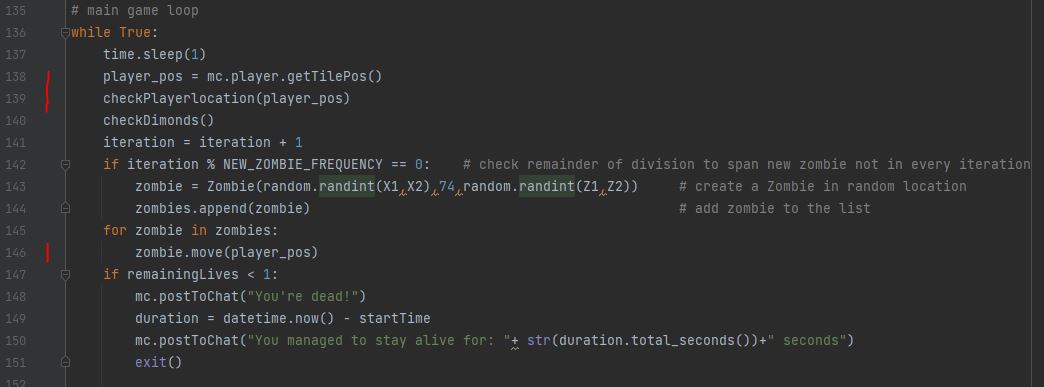 135 # main game loop
136 while True:
137     time.sleep(1)
138     player_pos = mc.player.getTilePos()
139     checkPlayerlocation(player_pos)
140     checkDimonds()
141     iteration = iteration + 1
142     if iteration % NEW_ZOMBIE_FREQUENCY == 0:    # check remainder of division to span new zombie not in every iteration
143         zombie = Zombie(random.randint(X1,X2),74,random.randint(Z1,Z2))     # create a Zombie in random location
144         zombies.append(zombie)                                              # add zombie to the list
145     for zombie in zombies:
146         zombie.move(player_pos)
147     if remainingLives < 1:
148         mc.postToChat("You're dead!")
149         duration = datetime.now() - startTime
150         mc.postToChat("You managed to stay alive for: "+ str(duration.total_seconds())+" seconds")
151         exit()
152